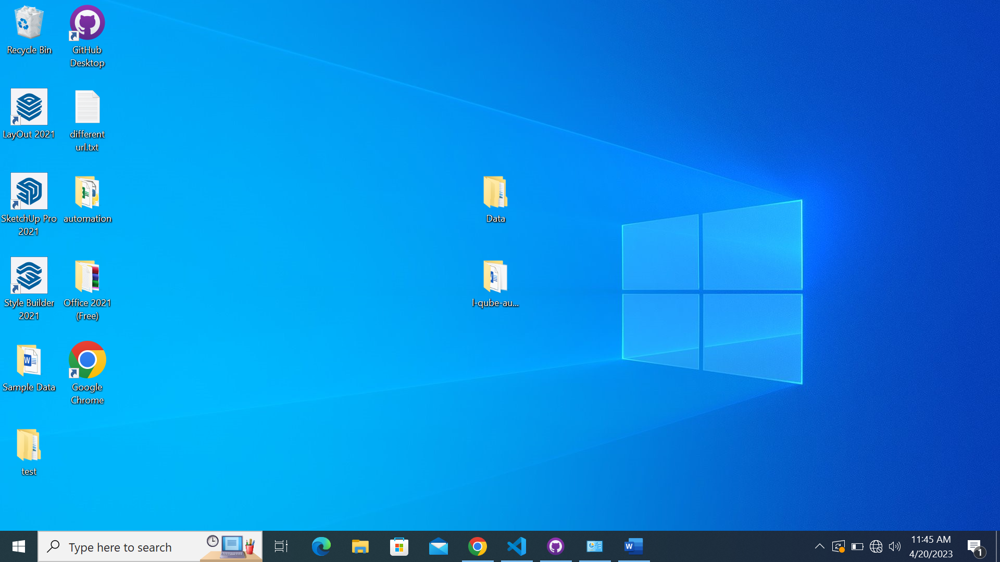 Recycle Bin
GitHub
Desktop
LayOut 2021
different
url.txt
SketchUp Pro
2021
automation
Data
Style Builder
2021
Office 2021
(Free)
I-qube-au...
Sample Data
Google
Chrome
test
Type here to search
11:45 AM
4/20/2023
1